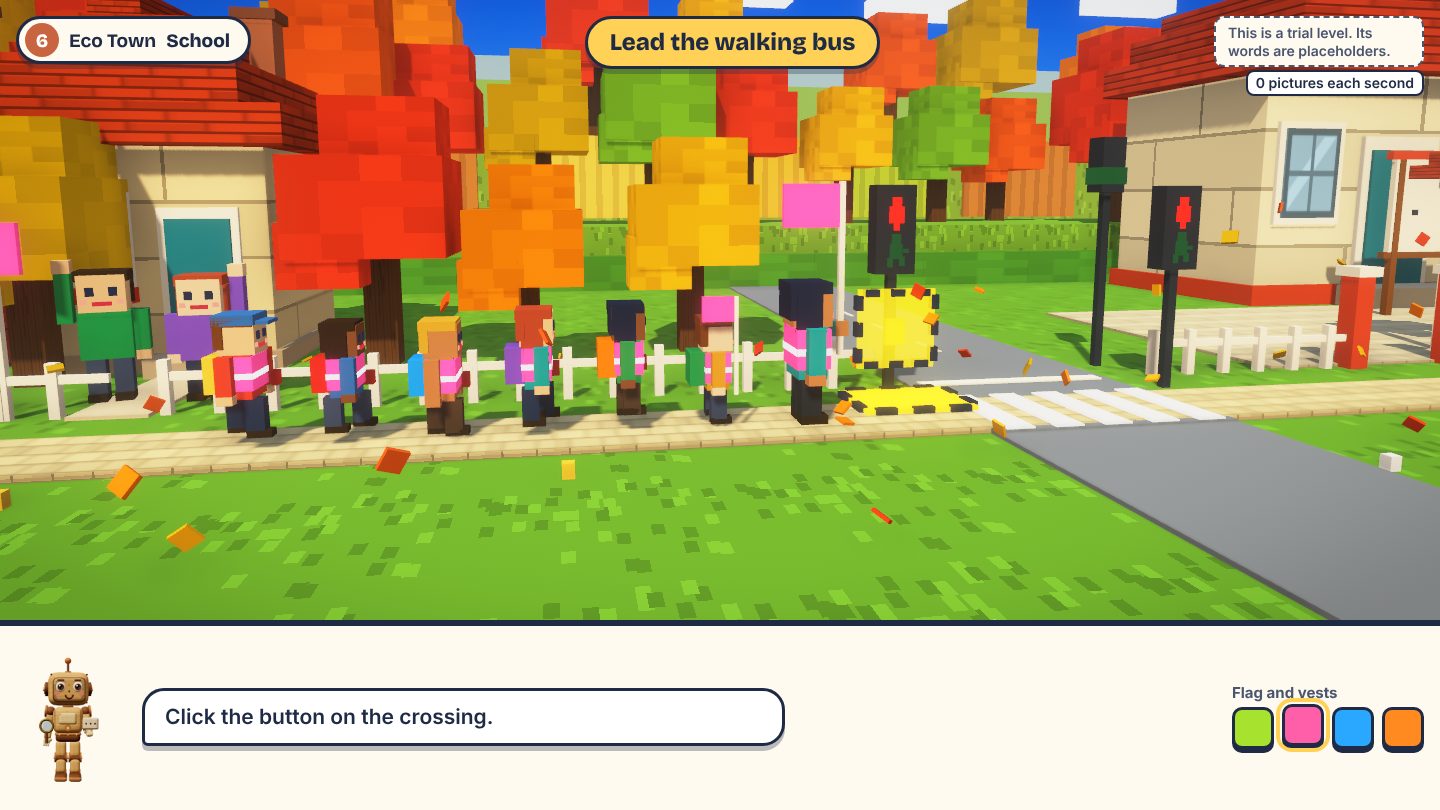 6 Eco Town School
Lead the walking bus
This is a trial level. Its
words are placeholders.
0 pictures each second
Click the button on the crossing.
Flag and vests